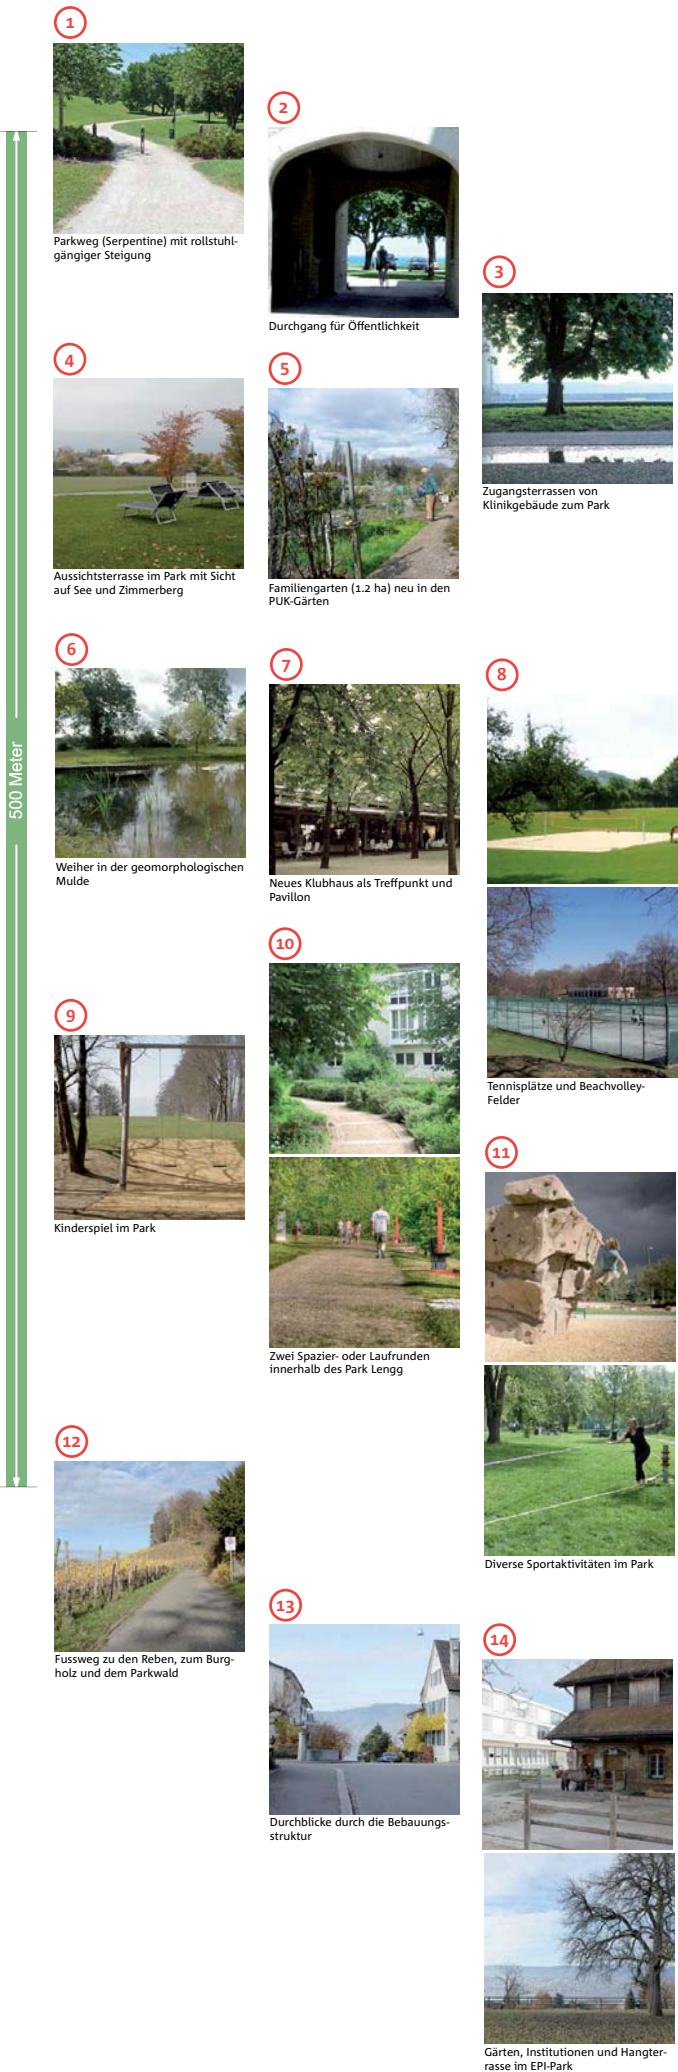 1
Parkweg (Serpentine) mit rollstuhl-
gängiger Steigung
2
Durchgang für Öffentlichkeit
3
Zugangsterrassen von
Klinikgebäude zum Park
4
Aussichtsterrasse im Park mit Sicht
auf See und Zimmerberg
5
Familiengarten (1.2 ha) neu in den
PUK-Gärten
6
Weiher in der geomorphologischen
Mulde
7
Neues Klubhaus als Treffpunkt und
Pavillon
8
Tennisplätze und Beachvolley-
Felder
500 Meter
9
Kinderspiel im Park
10
Zwei Spazier- oder Laufrunden
innerhalb des Park Lengg
11
Diverse Sportaktivitäten im Park
12
Fussweg zu den Reben, zum Burg-
holz und dem Parkwald
13
Durchblicke durch die Bebauungs-
struktur
14
Gärten, Institutionen und Hangter-
rasse im EPI-Park